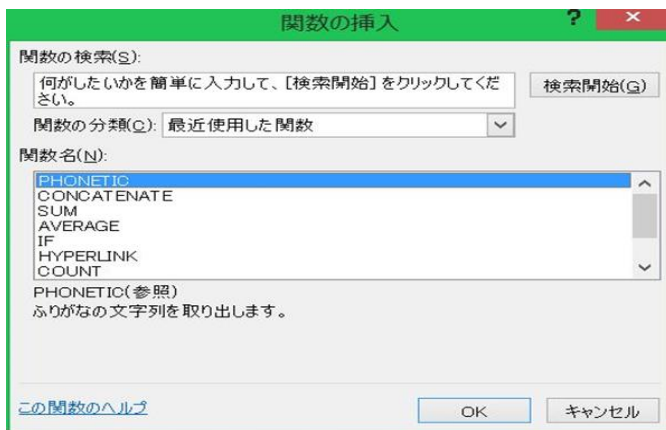 関数の挿入
?
×
関数の検索(S):
何がしたいかを簡単に入力して、[検索開始] をクリックしてくだ
さい。
検索開始(G)
関数の分類(C): 最近使用した関数
関数名(N):
PHONETIC
CONCATENATE
SUM
AVERAGE
IF
HYPERLINK
COUNT
PHONETIC(参照)
ふりがなの文字列を取り出します。
この関数のヘルプ
OK
キャンセル